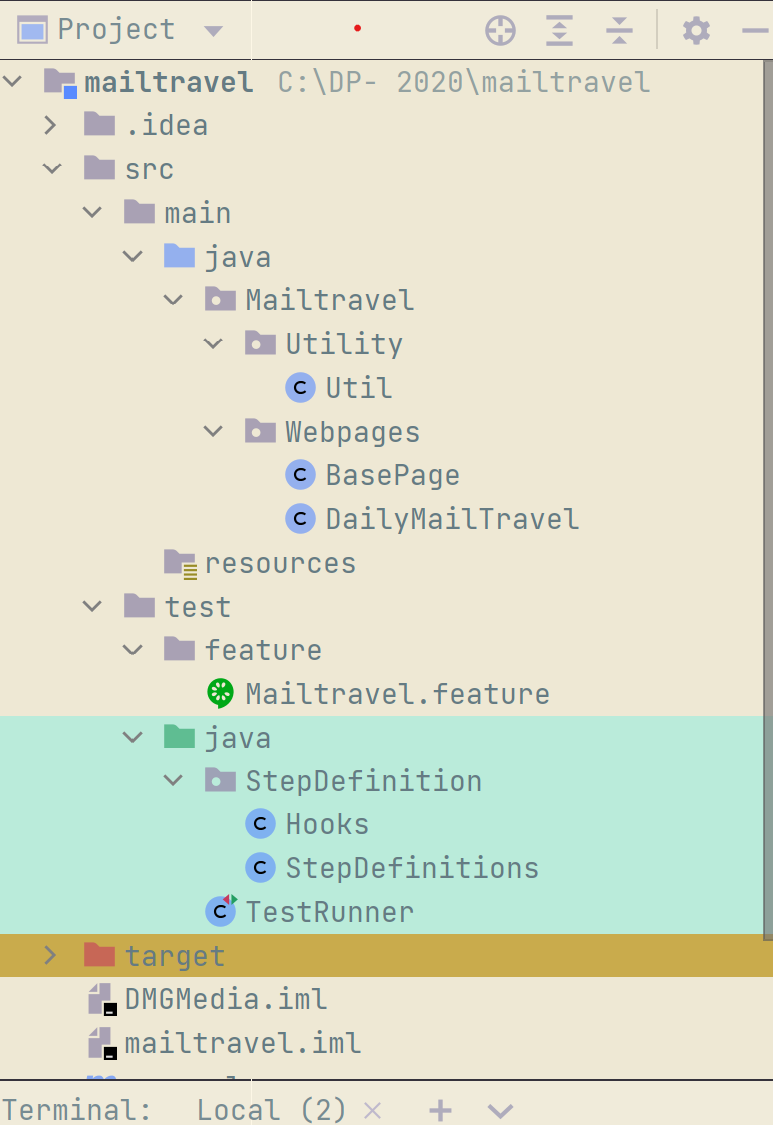 Project
mailtravel C:\DP- 2020\mailtravel
.idea
src
main
java
Mailtravel
Utility
C Util
Webpages
C BasePage
C DailyMailTravel
resources
test
feature
Mailtravel.feature
java
StepDefinition
C Hooks
C StepDefinitions
C TestRunner
target
DMGMedia.iml
mailtravel.iml
Terminal: Local (2)